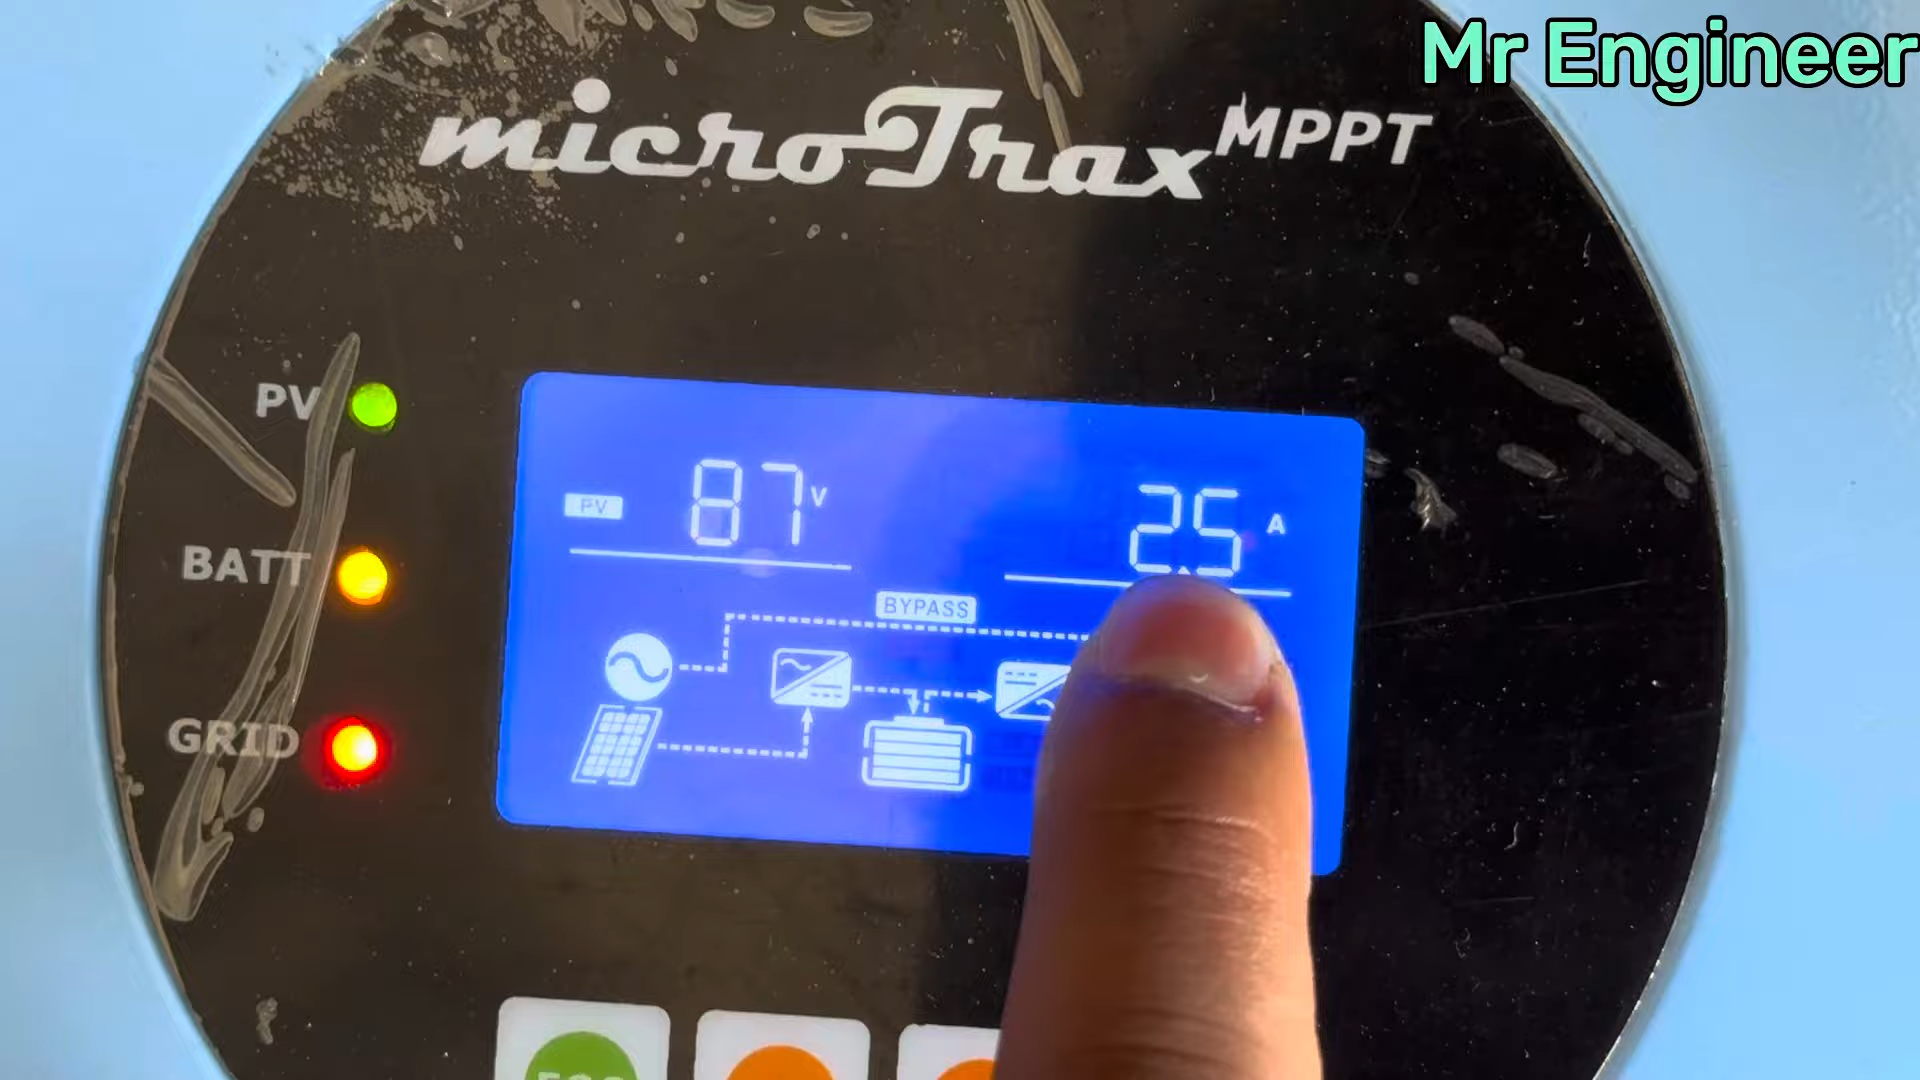 Mr Engineer
microTrax MPPT
PV
PV 87 V 25 A
BATT
BYPASS
GRID